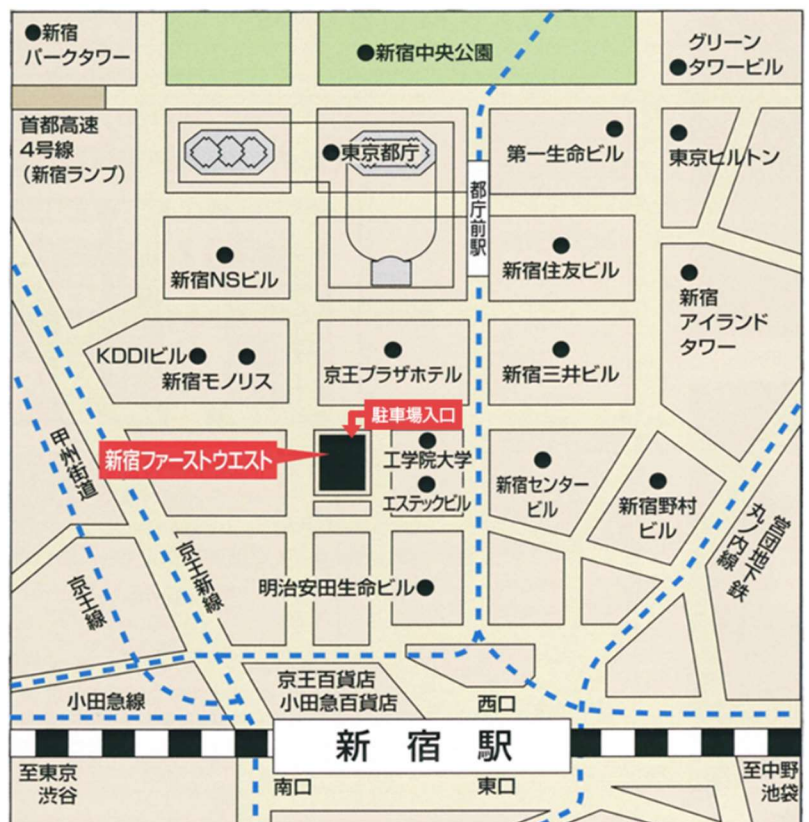 新宿
パークタワー
新宿中央公園
グリーン
タワービル
首都高速
4号線
(新宿ランプ)
東京都庁
第一生命ビル
東京ヒルトン
都庁前駅
新宿NSビル
新宿住友ビル
新宿
アイランド
タワー
KDDIビル
新宿モノリス
京王プラザホテル
新宿三井ビル
駐車場入口
新宿ファーストウエスト
工学院大学
エステックビル
新宿センター
ビル
新宿野村
ビル
甲州街道
京王新線
京王線
明治安田生命ビル
営団地下鉄
丸ノ内線
小田急線
京王百貨店
小田急百貨店
西口
新宿駅
至東京
渋谷
南口
東口
至中野
池袋